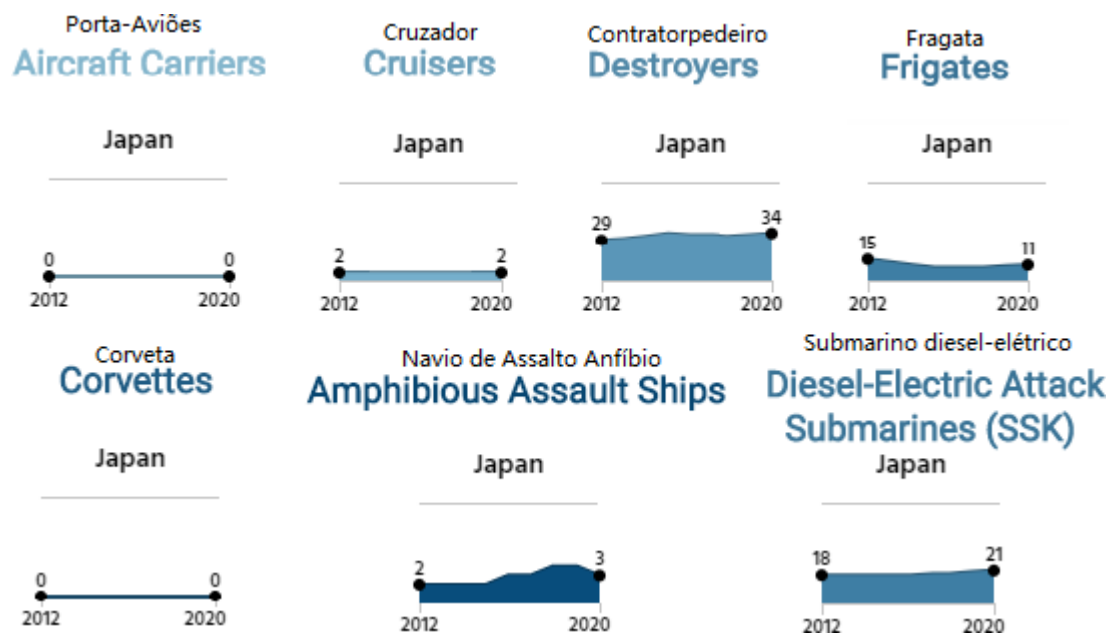 Porta-Aviões
Aircraft Carriers
Japan
0 0
2012 2020
Cruzador
Cruisers
Japan
2 2
2012 2020
Contratorpedeiro
Destroyers
Japan
29 34
2012 2020
Fragata
Frigates
Japan
15 11
2012 2020
Corveta
Corvettes
Japan
0 0
2012 2020
Navio de Assalto Anfíbio
Amphibious Assault Ships
Japan
2 3
2012 2020
Submarino diesel-elétrico
Diesel-Electric Attack
Submarines (SSK)
Japan
18 21
2012 2020